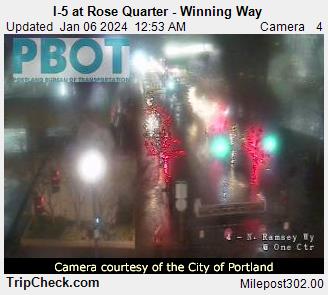 I-5 at Rose Quarter - Winning Way
Updated Jan 06 2024 12:53 AM Camera 4
PBOT
PORTLAND BUREAU OF TRANSPORTATION
4 - N. Ramsey Wy
@ One Ctr
Camera courtesy of the City of Portland
TripCheck.com Milepost302.00